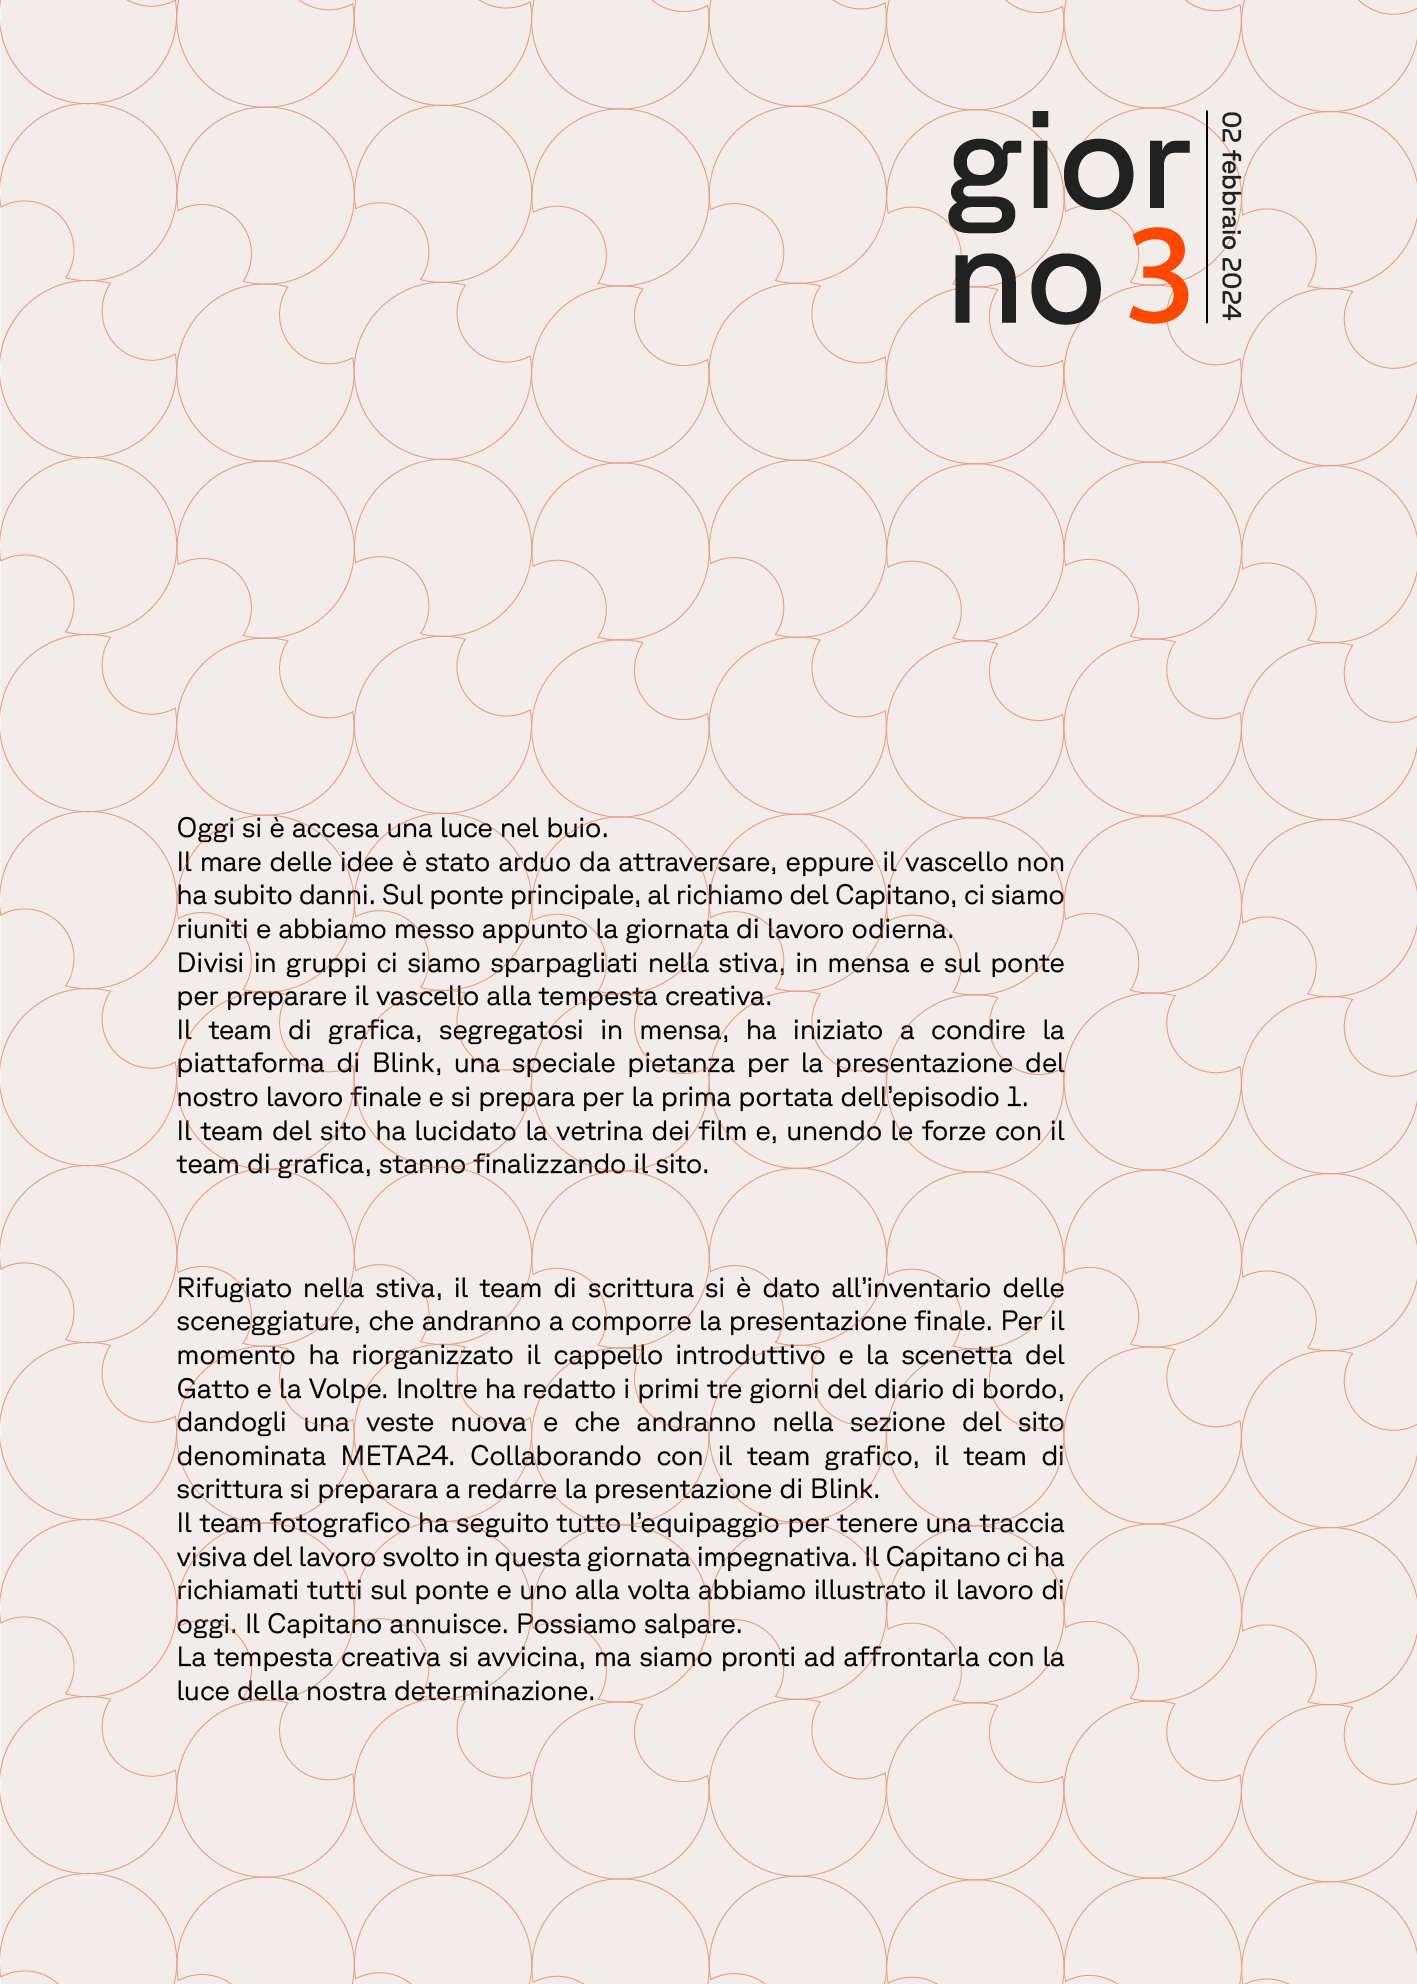 gior
no 3
02 febbraio 2024
Oggi si è accesa una luce nel buio.
Il mare delle idee è stato arduo da attraversare, eppure il vascello non
ha subito danni. Sul ponte principale, al richiamo del Capitano, ci siamo
riuniti e abbiamo messo appunto la giornata di lavoro odierna.
Divisi in gruppi ci siamo sparpagliati nella stiva, in mensa e sul ponte
per preparare il vascello alla tempesta creativa.
Il team di grafica, segregatosi in mensa, ha iniziato a condire la
piattaforma di Blink, una speciale pietanza per la presentazione del
nostro lavoro finale e si prepara per la prima portata dell’episodio 1.
Il team del sito ha lucidato la vetrina dei film e, unendo le forze con il
team di grafica, stanno finalizzando il sito.
Rifugiato nella stiva, il team di scrittura si è dato all’inventario delle
sceneggiature, che andranno a comporre la presentazione finale. Per il
momento ha riorganizzato il cappello introduttivo e la scenetta del
Gatto e la Volpe. Inoltre ha redatto i primi tre giorni del diario di bordo,
dandogli una veste nuova e che andranno nella sezione del sito
denominata META24. Collaborando con il team grafico, il team di
scrittura si preparara a redarre la presentazione di Blink.
Il team fotografico ha seguito tutto l’equipaggio per tenere una traccia
visiva del lavoro svolto in questa giornata impegnativa. Il Capitano ci ha
richiamati tutti sul ponte e uno alla volta abbiamo illustrato il lavoro di
oggi. Il Capitano annuisce. Possiamo salpare.
La tempesta creativa si avvicina, ma siamo pronti ad affrontarla con la
luce della nostra determinazione.